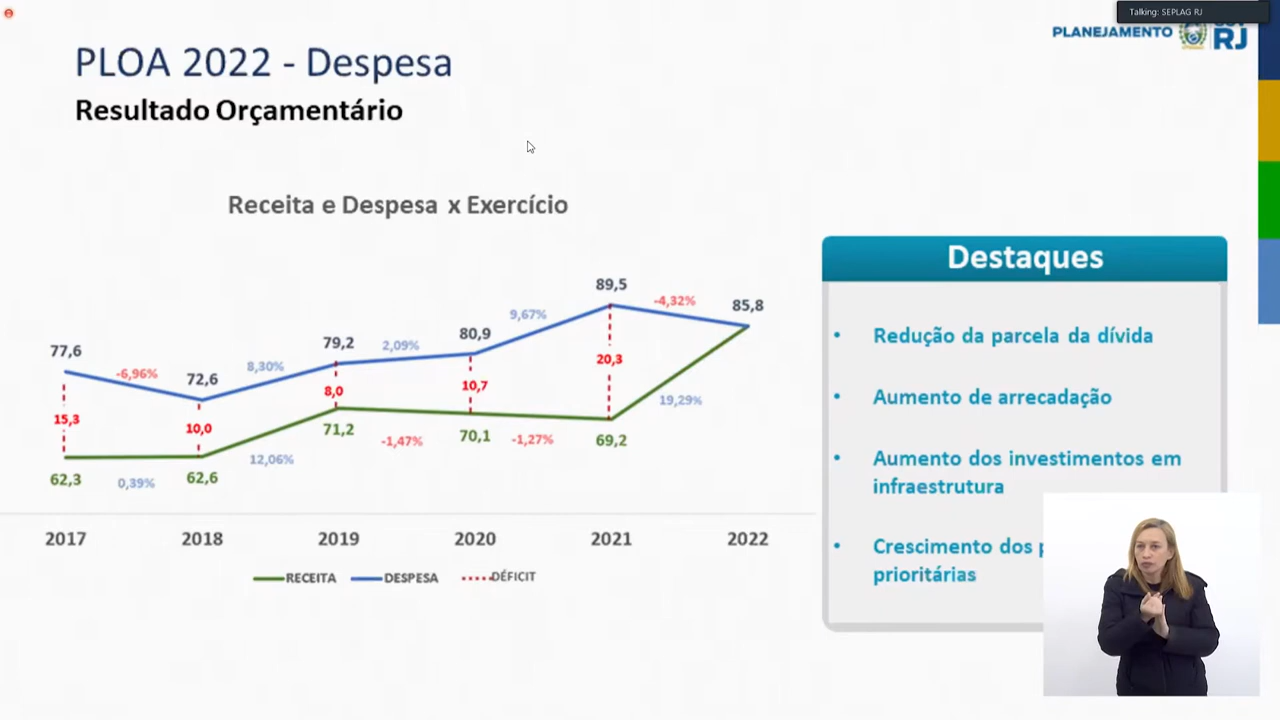 Talking: SEPLAG RJ
PLANEJAMENTO
RJ
PLOA 2022 - Despesa
Resultado Orçamentário
Receita e Despesa x Exercício
89,5
-4,32%
85,8
9,67%
80,9
79,2
2,09%
77,6
8,30%
-6,96%
72,6
20,3
10,7
8,0
19,29%
15,3
10,0
71,2
-1,47%
70,1
-1,27%
69,2
12,06%
62,3
0,39%
62,6
2017 2018 2019 2020 2021 2022
RECEITA DESPESA DÉFICIT
Destaques
• Redução da parcela da dívida
• Aumento de arrecadação
• Aumento dos investimentos em
infraestrutura
• Crescimento dos
prioritárias